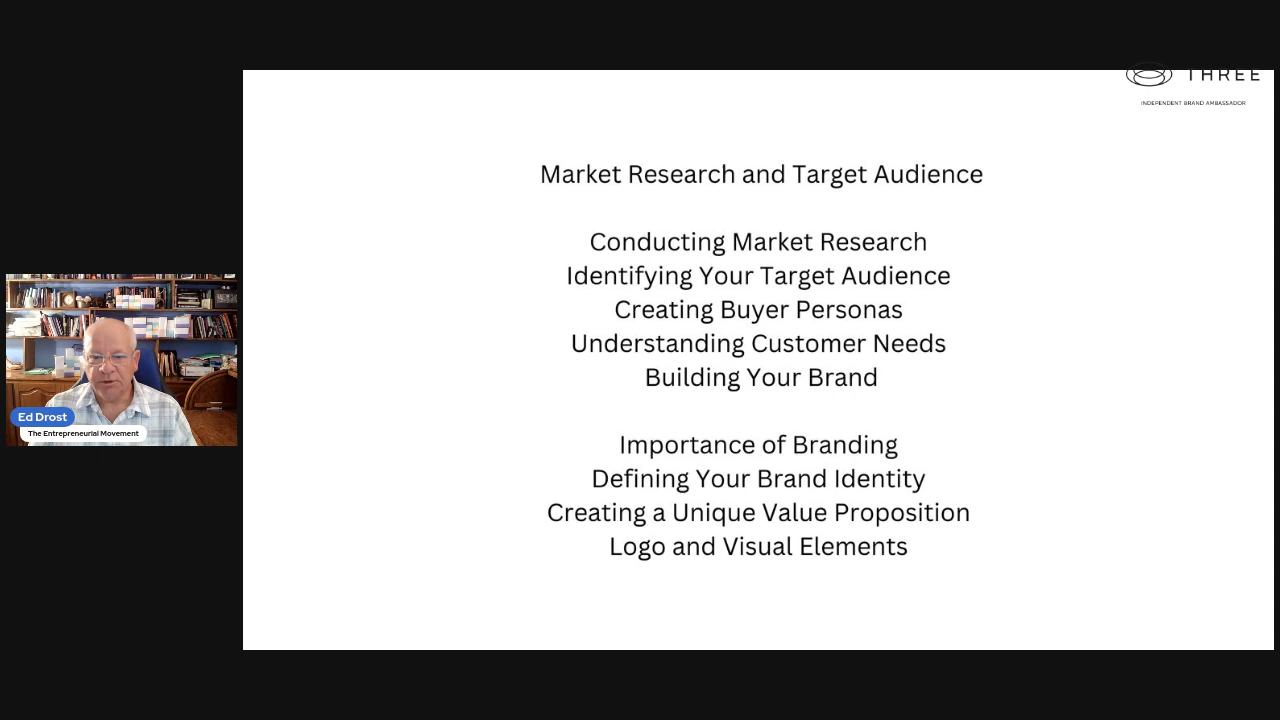 THREE
INDEPENDENT BRAND AMBASSADOR
Market Research and Target Audience
Conducting Market Research
Identifying Your Target Audience
Creating Buyer Personas
Understanding Customer Needs
Building Your Brand
Importance of Branding
Defining Your Brand Identity
Creating a Unique Value Proposition
Logo and Visual Elements
Ed Drost
The Entrepreneurial Movement